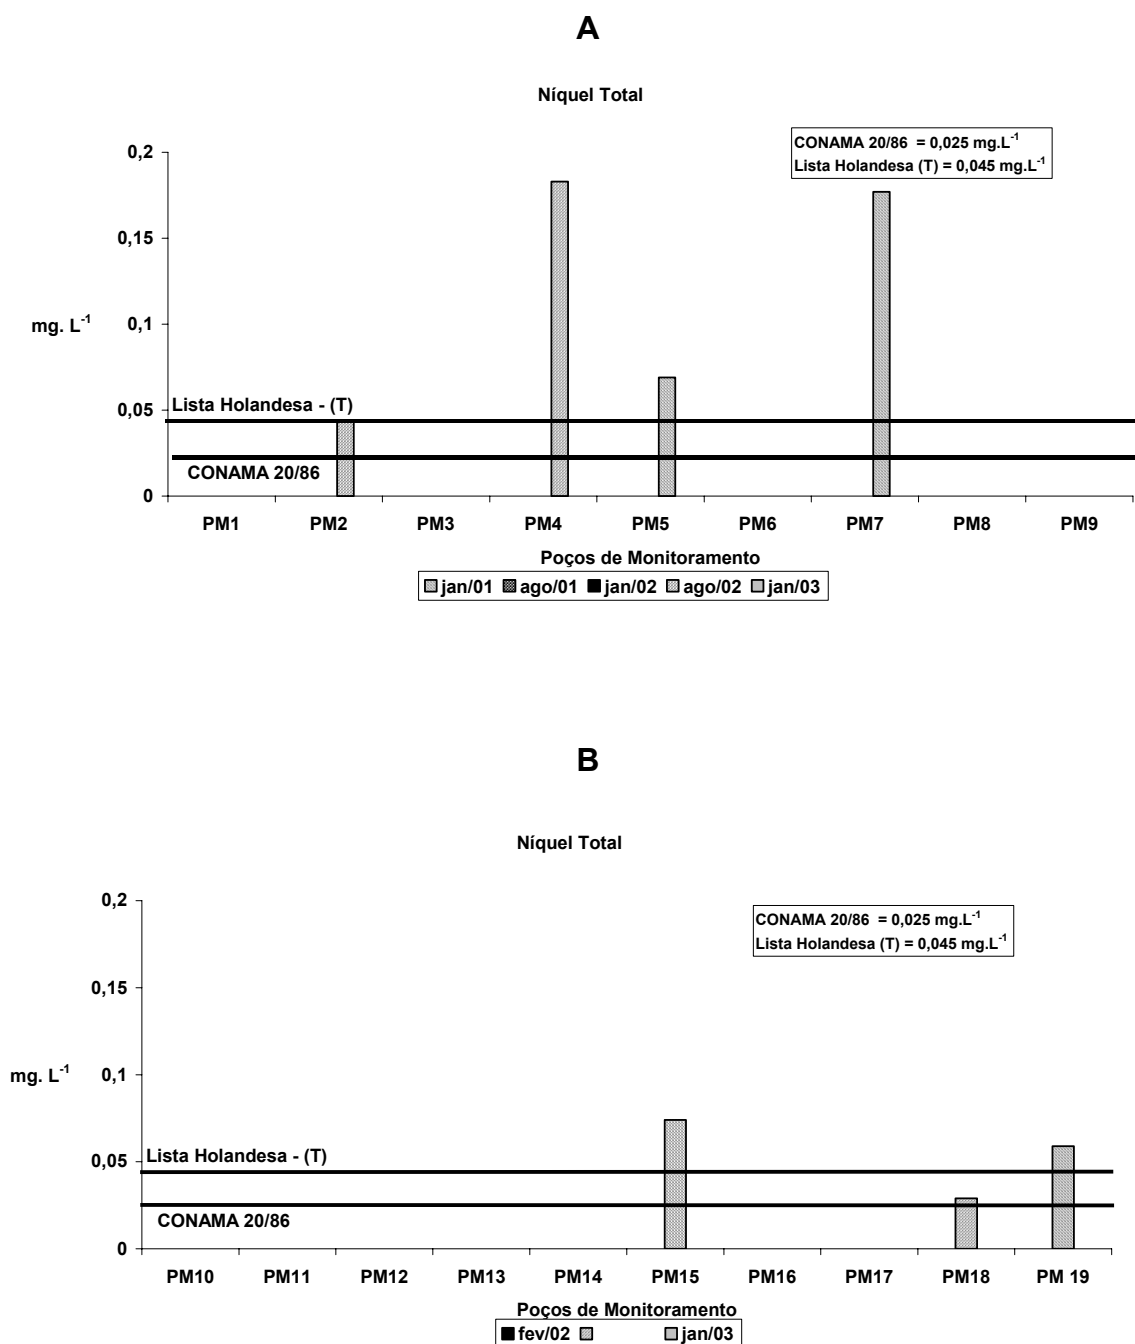 A
Níquel Total
CONAMA 20/86 = 0,025 mg.L-1
Lista Holandesa (T) = 0,045 mg.L-1
0,2
0,15
0,1
mg. L-1
0,05
Lista Holandesa - (T)
CONAMA 20/86
0
PM1 PM2 PM3 PM4 PM5 PM6 PM7 PM8 PM9
Poços de Monitoramento
jan/01 ago/01 jan/02 ago/02 jan/03
B
Níquel Total
CONAMA 20/86 = 0,025 mg.L-1
Lista Holandesa (T) = 0,045 mg.L-1
0,2
0,15
0,1
mg. L-1
0,05
Lista Holandesa - (T)
CONAMA 20/86
0
PM10 PM11 PM12 PM13 PM14 PM15 PM16 PM17 PM18 PM 19
Poços de Monitoramento
fev/02 jan/03